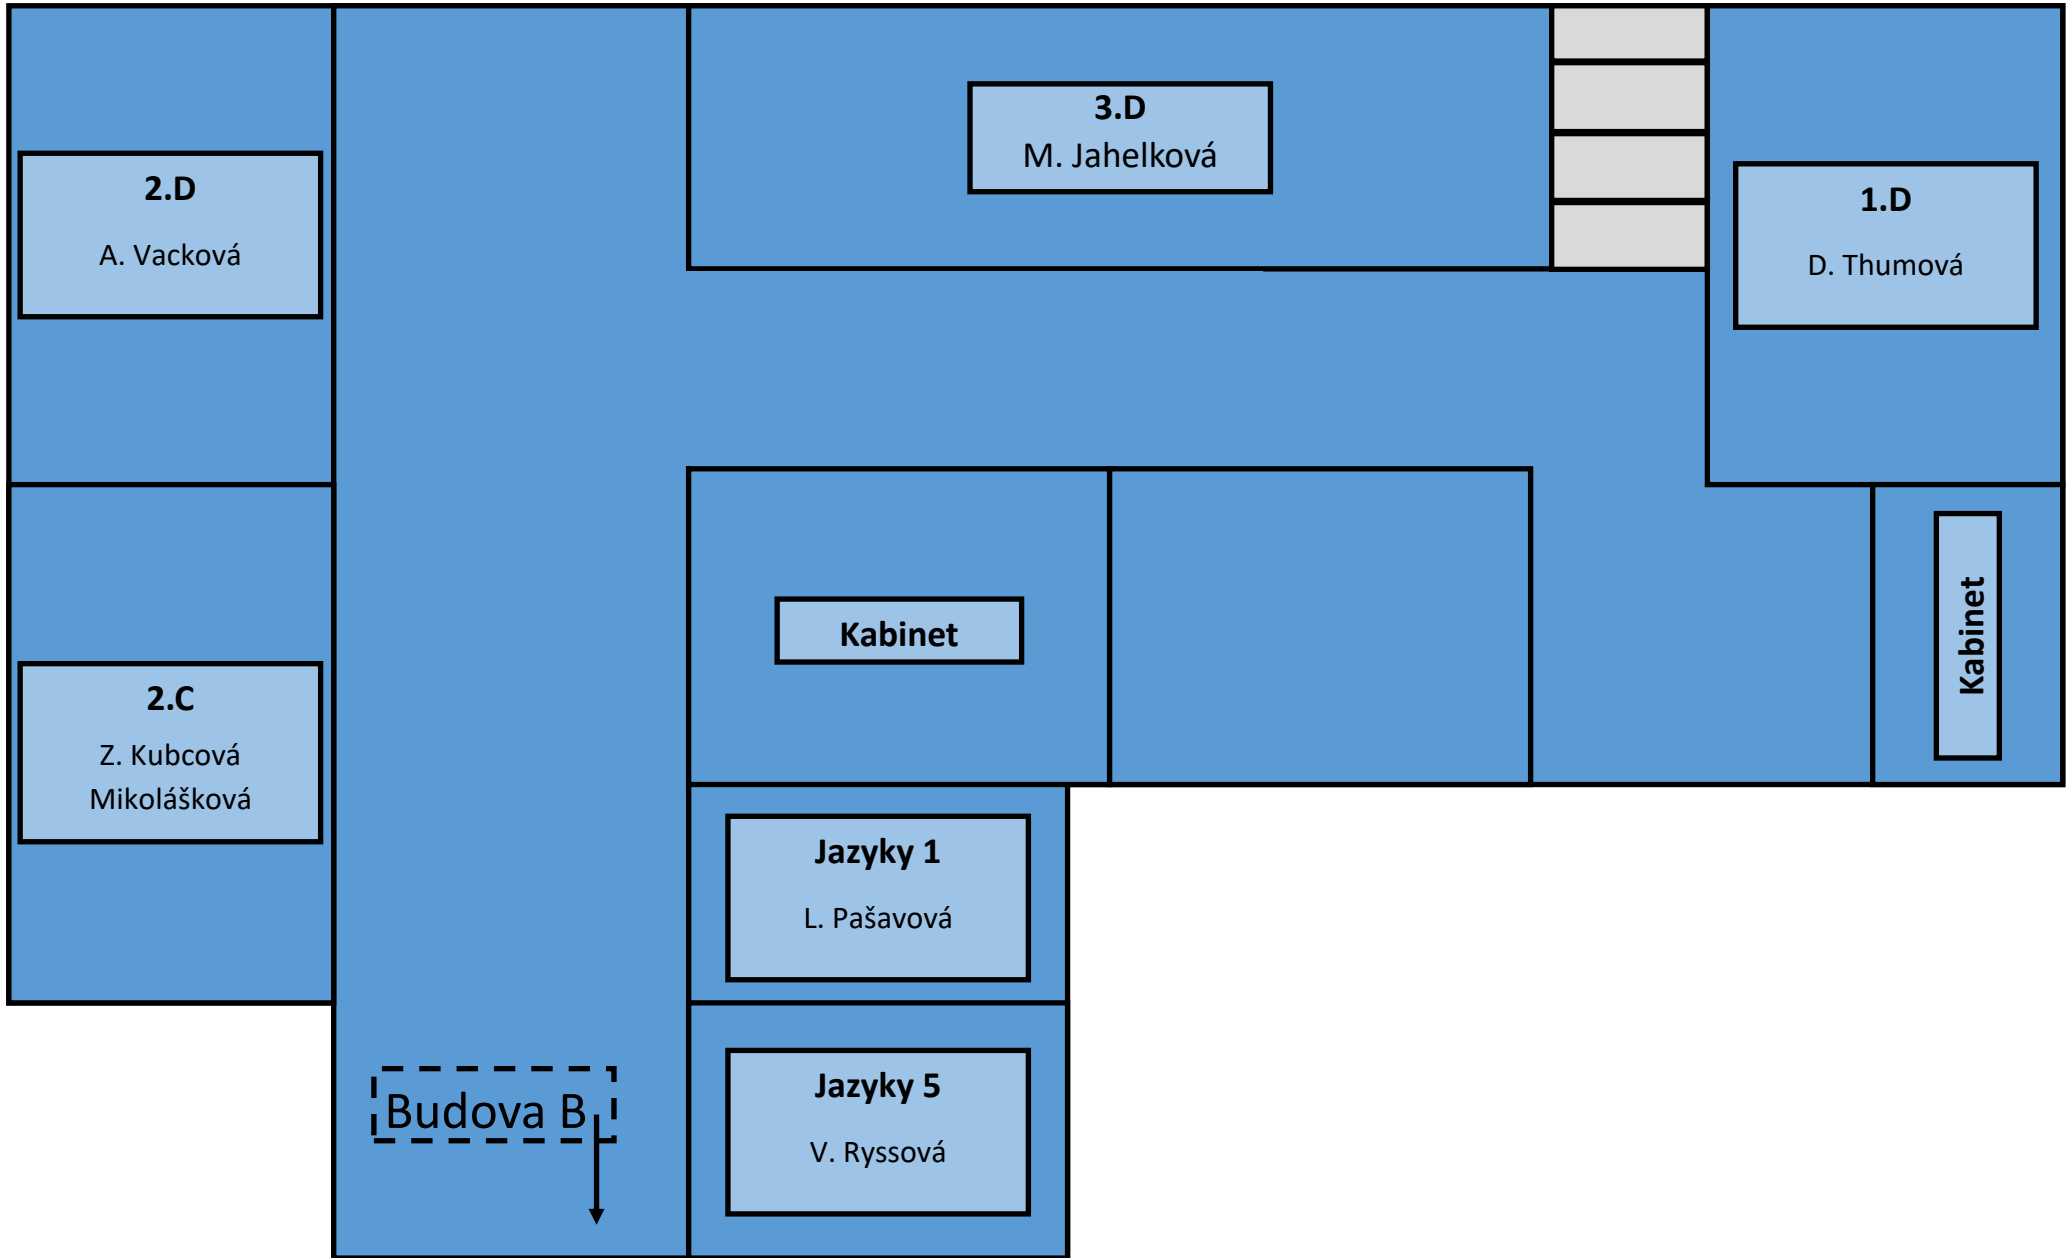 3.D
M. Jahelková
2.D
A. Vacková
1.D
D. Thumová
Kabinet
Kabinet
2.C
Z. Kubcová
Mikolášková
Jazyky 1
L. Pašavová
Jazyky 5
V. Ryssová
Budova B